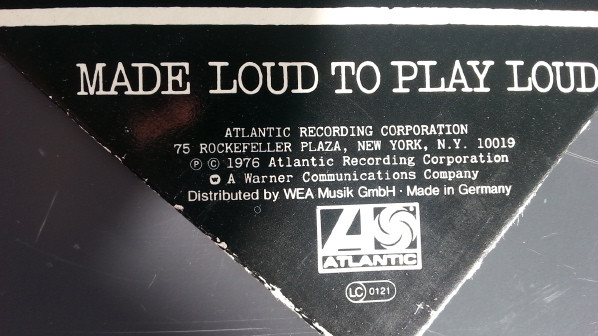 MADE LOUD TO PLAY LOUD
ATLANTIC RECORDING CORPORATION
75 ROCKEFELLER PLAZA, NEW YORK, N.Y. 10019
Ⓟ © 1976 Atlantic Recording Corporation
A Warner Communications Company
Distributed by WEA Musik GmbH · Made in Germany
ATLANTIC
LC 0121